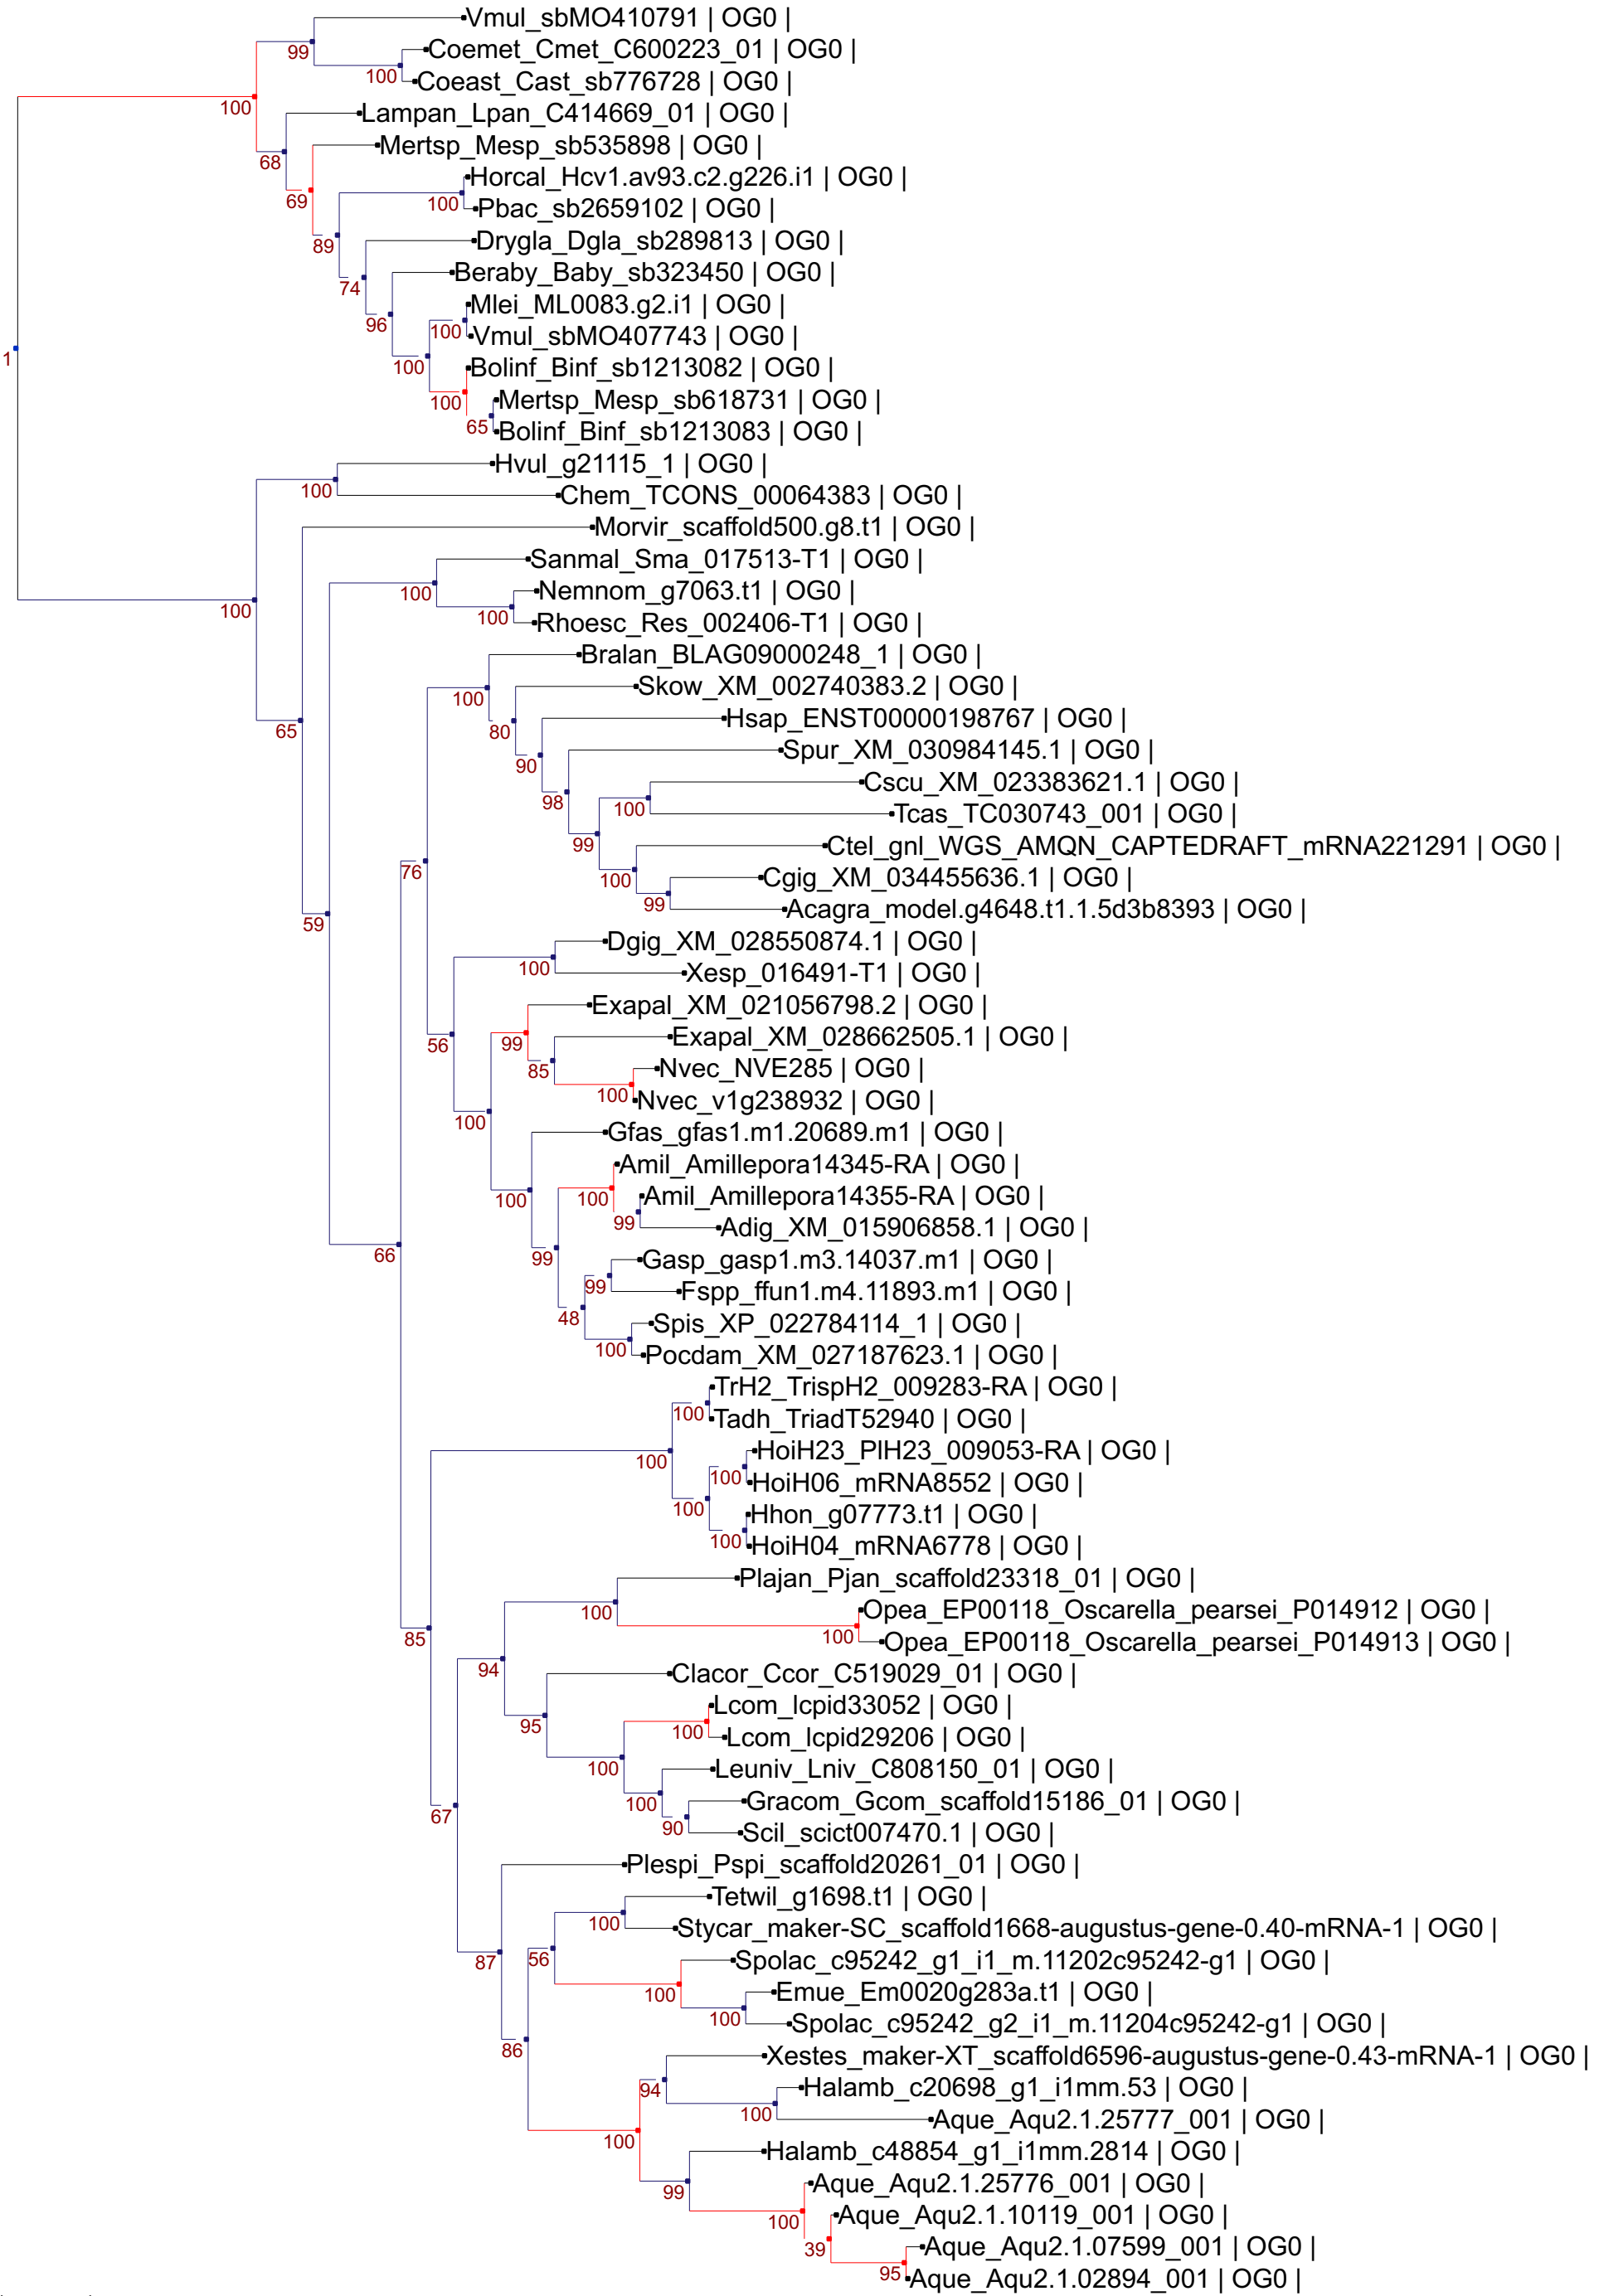 Vmul_sbMO410791 | OG0 |
99
Coemet_Cmet_C600223_01 | OG0 |
100
Coeast_Cast_sb776728 | OG0 |
100
Lampan_Lpan_C414669_01 | OG0 |
68
Mertsp_Mesp_sb535898 | OG0 |
69
Horcal_Hcv1.av93.c2.g226.i1 | OG0 |
100
Pbac_sb2659102 | OG0 |
89
Drygla_Dgla_sb289813 | OG0 |
74
Beraby_Baby_sb323450 | OG0 |
96
Mlei_ML0083.g2.i1 | OG0 |
100
Vmul_sbMO407743 | OG0 |
1
100
Bolinf_Binf_sb1213082 | OG0 |
100
Mertsp_Mesp_sb618731 | OG0 |
65
Bolinf_Binf_sb1213083 | OG0 |
Hvul_g21115_1 | OG0 |
100
Chem_TCONS_00064383 | OG0 |
Morvir_scaffold500.g8.t1 | OG0 |
Sanmal_Sma_017513-T1 | OG0 |
100
Nemnom_g7063.t1 | OG0 |
100
100
Rhoesc_Res_002406-T1 | OG0 |
Bralan_BLAG09000248_1 | OG0 |
100
Skow_XM_002740383.2 | OG0 |
65
80
Hsap_ENST00000198767 | OG0 |
90
Spur_XM_030984145.1 | OG0 |
98
Cscu_XM_023383621.1 | OG0 |
100
Tcas_TC030743_001 | OG0 |
99
Ctel_gnl_WGS_AMQN_CAPTEDRAFT_mRNA221291 | OG0 |
76
100
Cgig_XM_034455636.1 | OG0 |
99
Acagra_model.g4648.t1.1.5d3b8393 | OG0 |
59
Dgig_XM_028550874.1 | OG0 |
100
Xesp_016491-T1 | OG0 |
Exapal_XM_021056798.2 | OG0 |
56
99
Exapal_XM_028662505.1 | OG0 |
85
Nvec_NVE285 | OG0 |
100
Nvec_v1g238932 | OG0 |
100
Gfas_gfas1.m1.20689.m1 | OG0 |
Amil_Amillepora14345-RA | OG0 |
100
100
Amil_Amillepora14355-RA | OG0 |
99
Adig_XM_015906858.1 | OG0 |
66
99
Gasp_gasp1.m3.14037.m1 | OG0 |
99
Fspp_ffun1.m4.11893.m1 | OG0 |
48
Spis_XP_022784114_1 | OG0 |
100
Pocdam_XM_027187623.1 | OG0 |
TrH2_TrispH2_009283-RA | OG0 |
100
Tadh_TriadT52940 | OG0 |
100
HoiH23_PlH23_009053-RA | OG0 |
100
HoiH06_mRNA8552 | OG0 |
100
Hhon_g07773.t1 | OG0 |
100
HoiH04_mRNA6778 | OG0 |
Plajan_Pjan_scaffold23318_01 | OG0 |
100
Opea_EP00118_Oscarella_pearsei_P014912 | OG0 |
85
100
Opea_EP00118_Oscarella_pearsei_P014913 | OG0 |
94
Clacor_Ccor_C519029_01 | OG0 |
Lcom_lcpid33052 | OG0 |
95
100
Lcom_lcpid29206 | OG0 |
100
Leuniv_Lniv_C808150_01 | OG0 |
100
Gracom_Gcom_scaffold15186_01 | OG0 |
67
90
Scil_scict007470.1 | OG0 |
Plespi_Pspi_scaffold20261_01 | OG0 |
Tetwil_g1698.t1 | OG0 |
100
Stycar_maker-SC_scaffold1668-augustus-gene-0.40-mRNA-1 | OG0 |
87
56
Spolac_c95242_g1_i1_m.11202c95242-g1 | OG0 |
100
Emue_Em0020g283a.t1 | OG0 |
100
Spolac_c95242_g2_i1_m.11204c95242-g1 | OG0 |
86
Xestes_maker-XT_scaffold6596-augustus-gene-0.43-mRNA-1 | OG0 |
94
Halamb_c20698_g1_i1mm.53 | OG0 |
100
Aque_Aqu2.1.25777_001 | OG0 |
100
Halamb_c48854_g1_i1mm.2814 | OG0 |
99
Aque_Aqu2.1.25776_001 | OG0 |
100
Aque_Aqu2.1.10119_001 | OG0 |
39
Aque_Aqu2.1.07599_001 | OG0 |
95
Aque_Aqu2.1.02894_001 | OG0 |